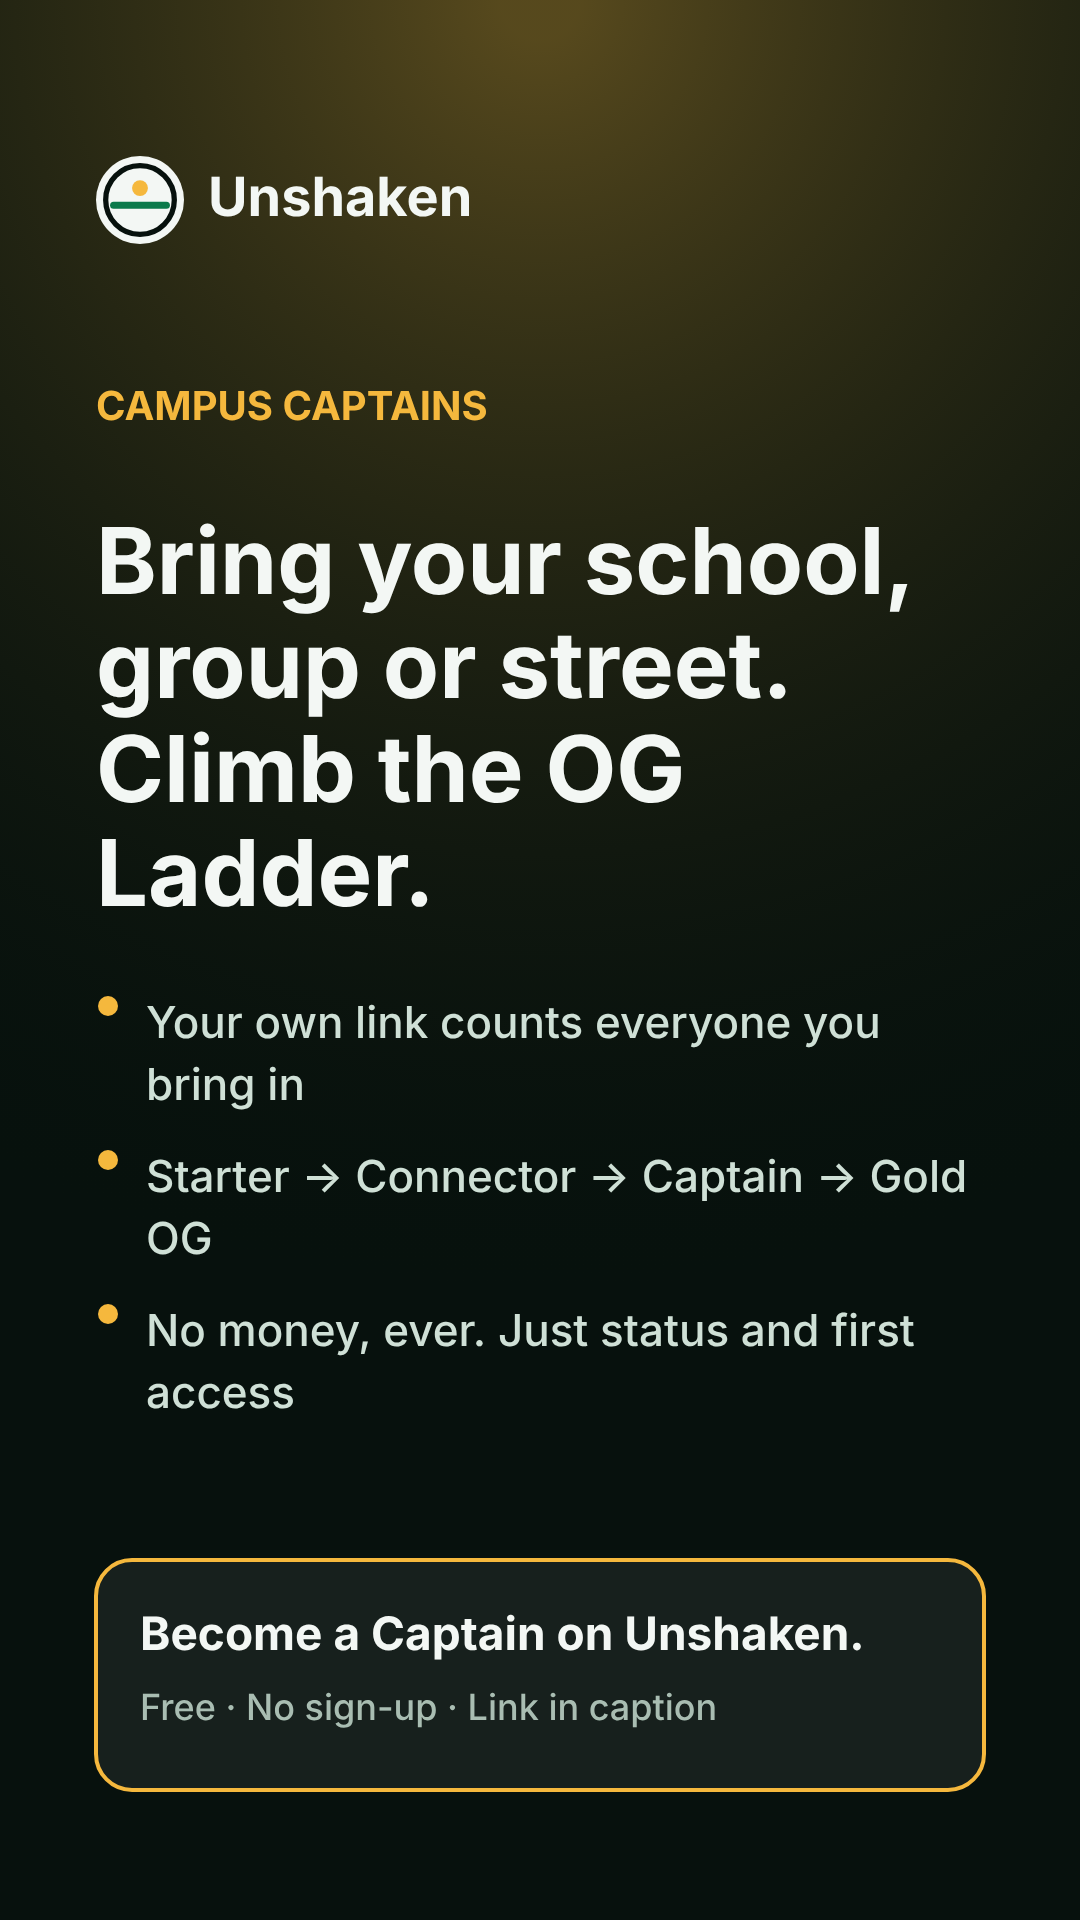 Unshaken
CAMPUS CAPTAINS
Bring your school,
group or street.
Climb the OG
Ladder.
Your own link counts everyone you
bring in
Starter → Connector → Captain → Gold
OG
No money, ever. Just status and first
access
Become a Captain on Unshaken.
Free · No sign-up · Link in caption